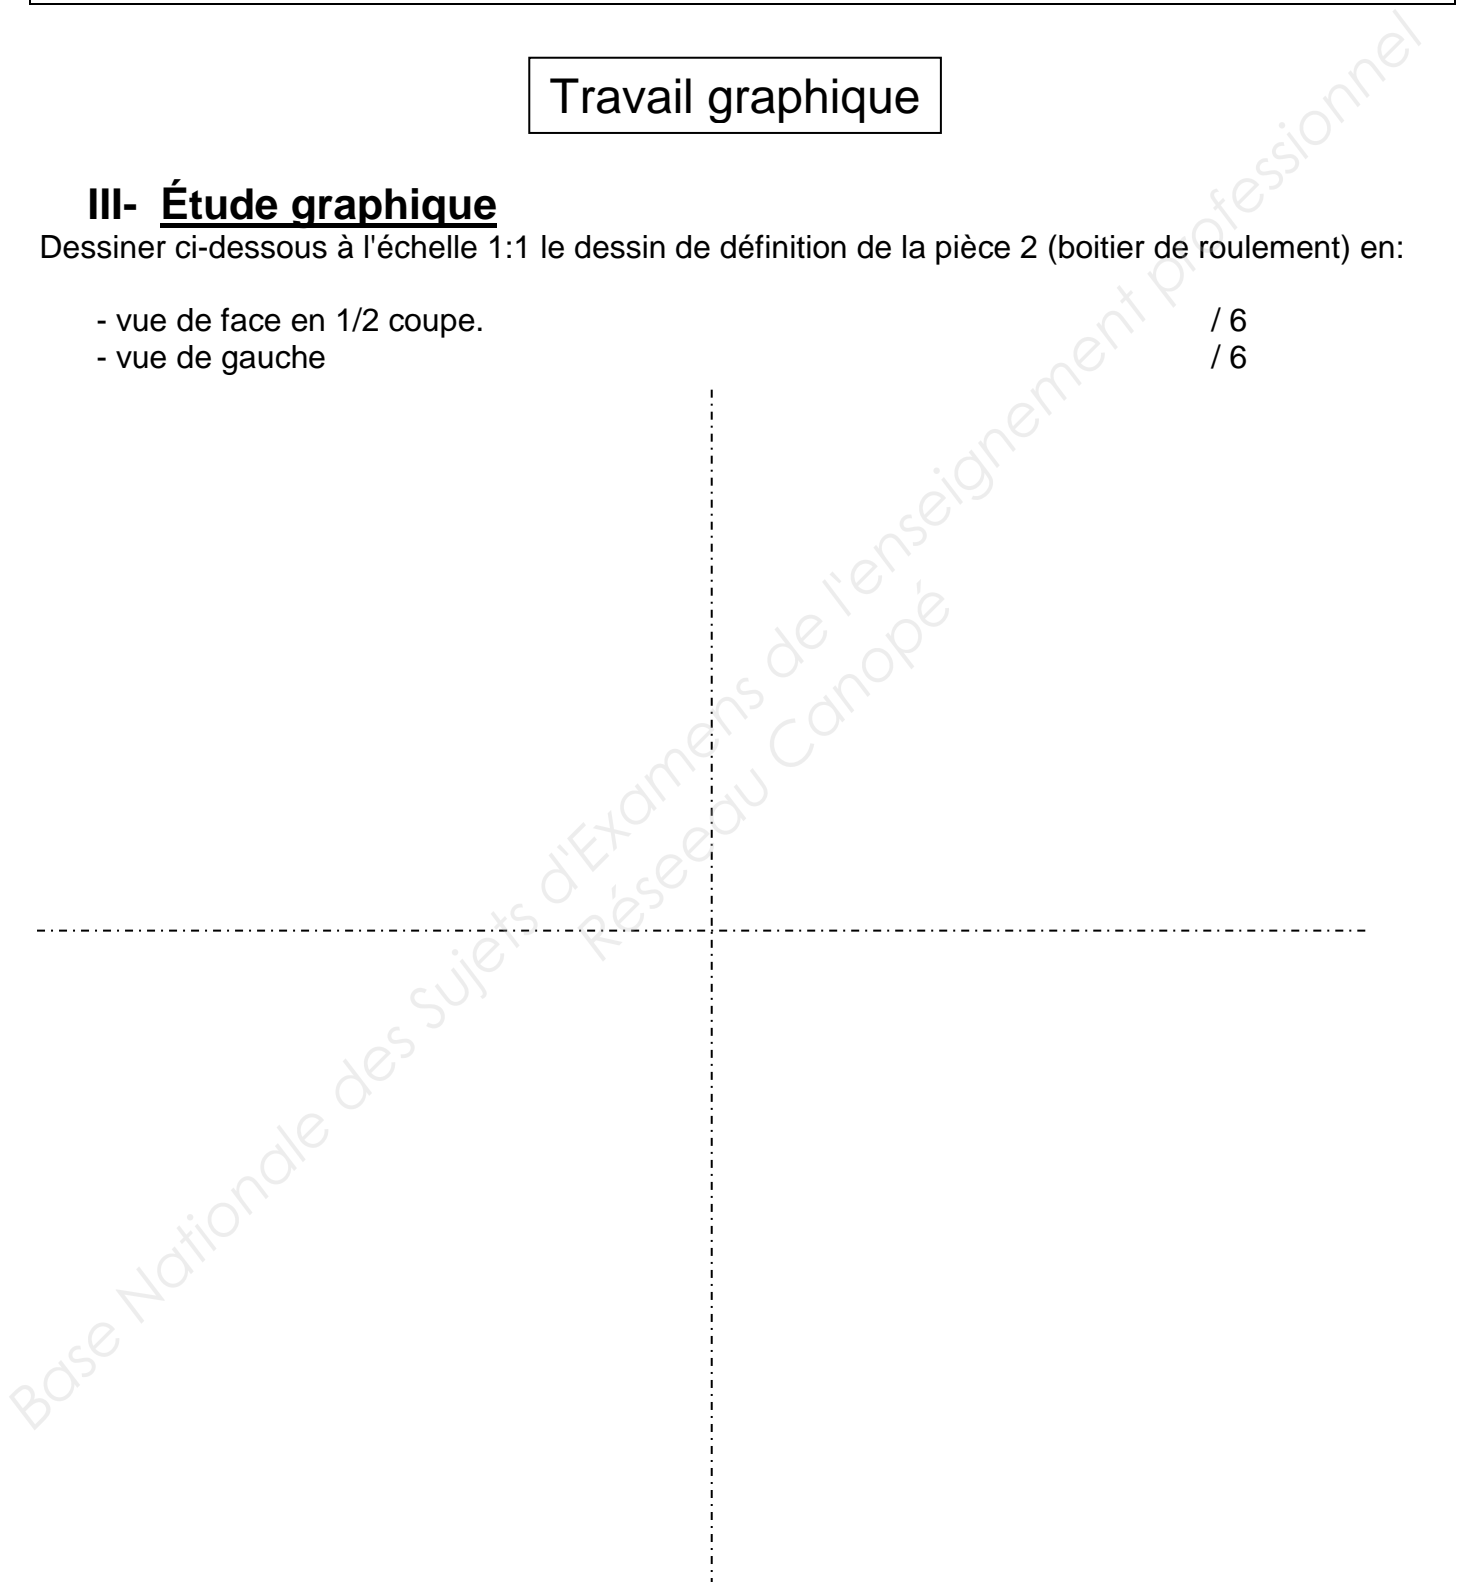 Travail graphique
III- Étude graphique
Dessiner ci-dessous à l'échelle 1:1 le dessin de définition de la pièce 2 (boitier de roulement) en:
- vue de face en 1/2 coupe. / 6
- vue de gauche / 6
Base Nationale des Sujets d'Examens de l'enseignement professionnel
Réseeau Canopé